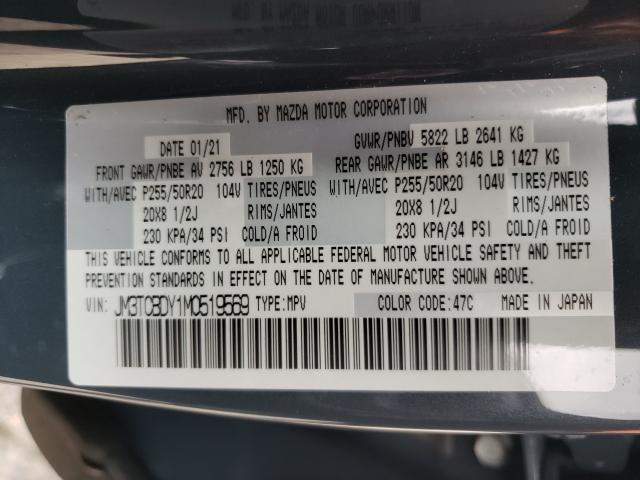 MFD. BY MAZDA MOTOR CORPORATION
DATE 01/21 GVWR/PNBV 5822 LB 2641 KG
FRONT GAWR/PNBE AV 2756 LB 1250 KG REAR GAWR/PNBE AR 3146 LB 1427 KG
WITH/AVEC P255/50R20 104V TIRES/PNEUS WITH/AVEC P255/50R20 104V TIRES/PNEUS
20X8 1/2J RIMS/JANTES 20X8 1/2J RIMS/JANTES
230 KPA/34 PSI COLD/A FROID 230 KPA/34 PSI COLD/A FROID
THIS VEHICLE CONFORMS TO ALL APPLICABLE FEDERAL MOTOR VEHICLE SAFETY AND THEFT
PREVENTION STANDARDS IN EFFECT ON THE DATE OF MANUFACTURE SHOWN ABOVE.
VIN: JM3TCBDY1M0519569 TYPE:MPV COLOR CODE:47C MADE IN JAPAN